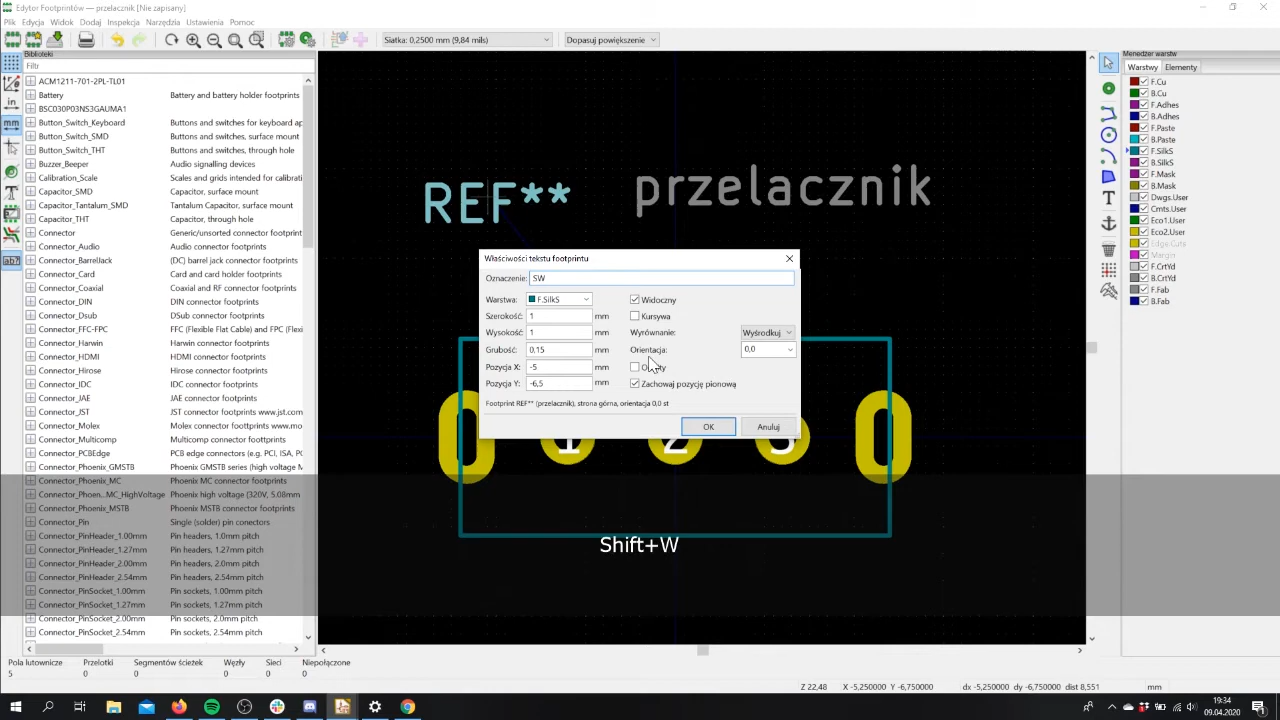 Edytor Footprintów — przelacznik [Nie zapisany]
Plik Edycja Widok Dodaj Inspekcja Narzędzia Ustawienia Pomoc
Siatka: 0,2500 mm (9,84 mils)
Dopasuj powiększenie
Biblioteki
Filtr
ACM1211-701-2PL-TL01
Battery Battery and battery holder footprints
BSC030P03NS3GAUMA1
Button_Switch_Keyboard Buttons and switches for keyboard ap
Button_Switch_SMD Buttons and switches, surface mount
Button_Switch_THT Buttons and switches, through hole
Buzzer_Beeper Audio signalling devices
Calibration_Scale Scales and grids intended for calibrati
Capacitor_SMD Capacitor, surface mount
Capacitor_Tantalum_SMD Tantalum Capacitor, surface mount
Capacitor_THT Capacitor, through hole
Connector Generic/unsorted connector footprint
Connector_Audio Audio connector footprints
Connector_BarrelJack (DC) barrel jack connector footprints
Connector_Card Card and card holder footprints
Connector_Coaxial Coaxial and RF connector footprints
Connector_DIN DIN connector footprints
Connector_Dsub Dsub connector footprints
Connector_FFC-FPC FFC (Flexible Flat Cable) and FPC (Flex
Connector_Harwin Harwin connector footprints
Connector_HDMI HDMI connector footprints
Connector_Hirose Hirose connector footprints
Connector_IDC IDC connector footprints
Connector_JAE JAE connector footprints
Connector_JST JST connector footprints www.jst.com
Connector_Molex Molex connector foottprints www.mo
Connector_Multicomp Multicomp connector foottprints
Connector_PCBEdge PCB edge connectors (e.g. PCI, ISA, PC
Connector_Phoenix_GMSTB Phoenix GMSTB series (high voltage (
Connector_Phoenix_MC Phoenix MC connector footprints
Connector_Phoen...MC_HighVoltage Phoenix high voltage (320V, 5.08mm
Connector_Phoenix_MSTB Phoenix MSTB connector footprints
Connector_Pin Single (solder) pin conectors
Connector_PinHeader_1.00mm Pin headers, 1.0mm pitch
Connector_PinHeader_1.27mm Pin headers, 1.27mm pitch
Connector_PinHeader_2.00mm Pin headers, 2.0mm pitch
Connector_PinHeader_2.54mm Pin headers, 2.54mm pitch
Connector_PinSocket_1.00mm Pin sockets, 1.00mm pitch
Connector_PinSocket_1.27mm Pin sockets, 1.27mm pitch
Connector_PinSocket_2.00mm Pin sockets, 2.0mm pitch
Connector_PinSocket_2.54mm Pin sockets, 2.54mm pitch
in
mm
ab?
REF** przelacznik
Właściwości tekstu footprintu
Oznaczenie: SW
Warstwa: F.SilkS Widoczny
Szerokość: 1 mm Kursywa
Wysokość: 1 mm Wyrównanie: Wyśrodkuj
Grubość: 0,15 mm Orientacja: 0,0
Pozycja X: -5 mm
Pozycja Y: -6,5 mm Zachowaj pozycję pionową
Footprint REF** (przelacznik), strona górna, orientacja 0,0 st
OK Anuluj
1 2 3
Shift+W
Menedżer warstw
Warstwy Elementy
F.Cu
B.Cu
F.Adhes
B.Adhes
F.Paste
B.Paste
F.SilkS
B.SilkS
F.Mask
B.Mask
Dwgs.User
Cmts.User
Eco1.User
Eco2.User
Edge.Cuts
Margin
F.CrtYd
B.CrtYd
F.Fab
B.Fab
Pola lutownicze Przelotki Segmentów ścieżek Węzły Sieci Niepołączone
5 0 0 0 0 0
Z 22,48 X -5,250000 Y -6,750000 dx -5,250000 dy -6,750000 dist 8,551 mm
19:34
09.04.2020